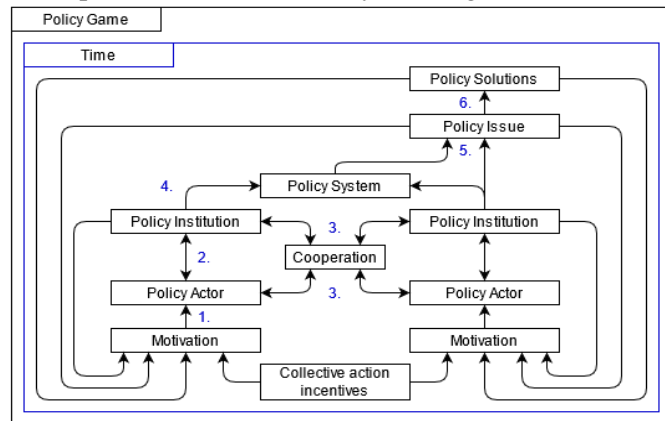 Policy Game
Time
Policy Solutions
6.
Policy Issue
5.
4.
Policy System
Policy Institution
3.
Policy Institution
2.
Cooperation
Policy Actor
3.
Policy Actor
1.
Motivation
Motivation
Collective action
incentives